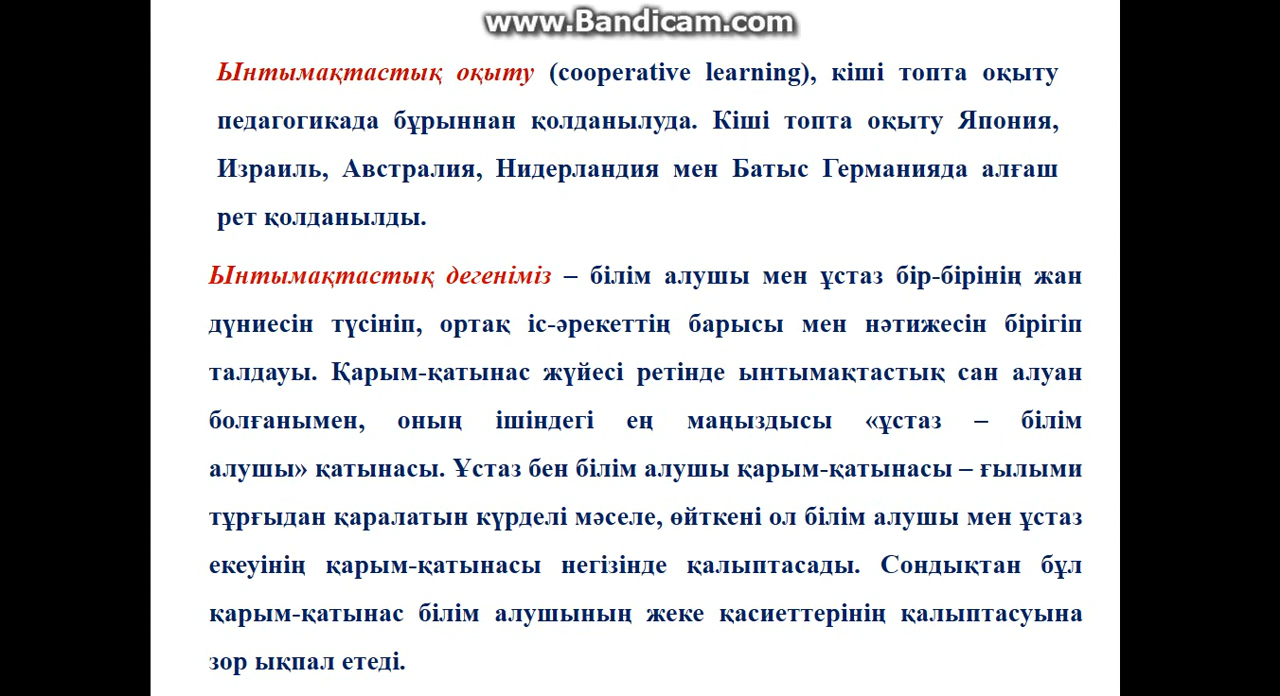 www.Bandicam.com
Ынтымақтастық оқыту (cooperative learning), кіші топта оқыту
педагогикада бұрыннан қолданылуда. Кіші топта оқыту Япония,
Израиль, Австралия, Нидерландия мен Батыс Германияда алғаш
рет қолданылды.
Ынтымақтастық дегеніміз – білім алушы мен ұстаз бір-бірінің жан
дүниесін түсініп, ортақ іс-әрекеттің барысы мен нәтижесін бірігіп
талдауы. Қарым-қатынас жүйесі ретінде ынтымақтастық сан алуан
болғанымен, оның ішіндегі ең маңыздысы «ұстаз – білім
алушы» қатынасы. Ұстаз бен білім алушы қарым-қатынасы – ғылыми
тұрғыдан қаралатын күрделі мәселе, өйткені ол білім алушы мен ұстаз
екеуінің қарым-қатынасы негізінде қалыптасады. Сондықтан бұл
қарым-қатынас білім алушының жеке қасиеттерінің қалыптасуына
зор ықпал етеді.